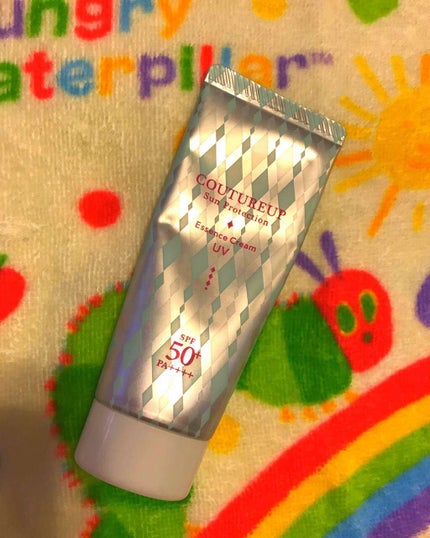 ungry
aterpillar™
COUTUREUP
Sun Protection
Essence Cream
UV
SPF
50+
PA++++